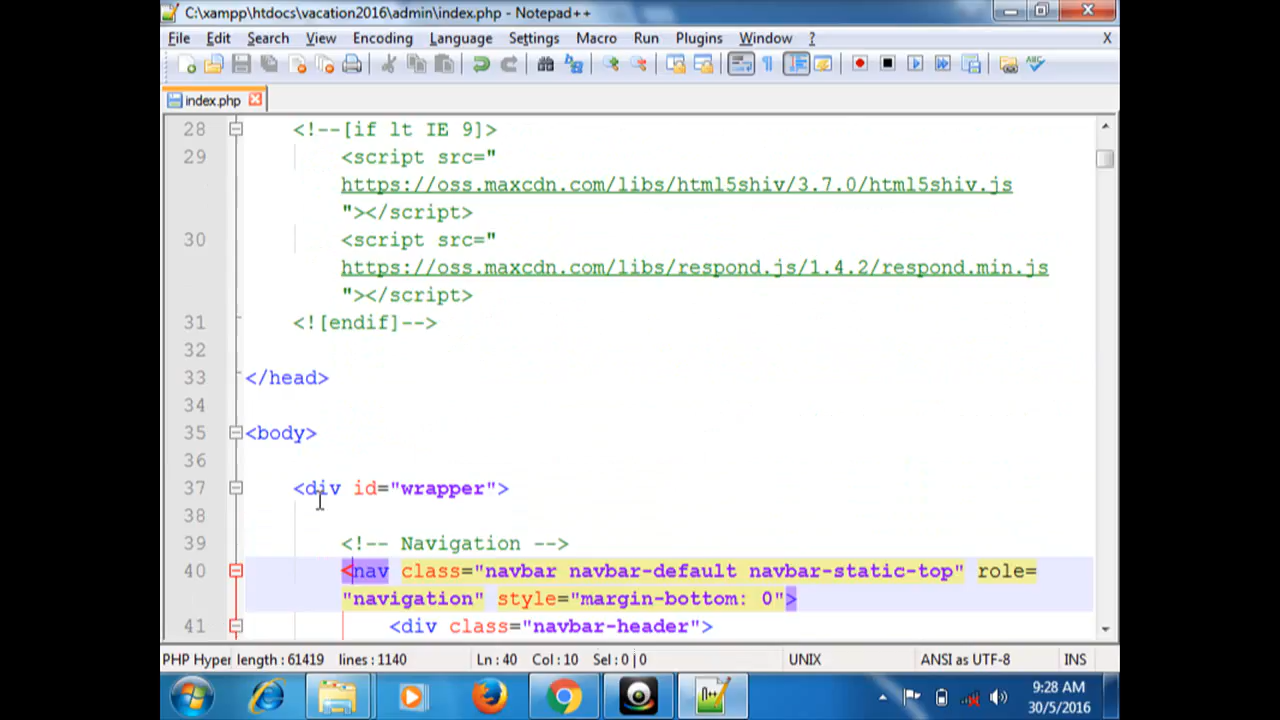 C:\xampp\htdocs\vacation2016\admin\index.php - Notepad++
File Edit Search View Encoding Language Settings Macro Run Plugins Window ? X
index.php
28 <!--[if lt IE 9]>
29 <script src="
https://oss.maxcdn.com/libs/html5shiv/3.7.0/html5shiv.js
"></script>
30 <script src="
https://oss.maxcdn.com/libs/respond.js/1.4.2/respond.min.js
"></script>
31 <![endif]-->
32
33 </head>
34
35 <body>
36
37 <div id="wrapper">
38
39 <!-- Navigation -->
40 <nav class="navbar navbar-default navbar-static-top" role=
"navigation" style="margin-bottom: 0">
41 <div class="navbar-header">
PHP Hyper length : 61419 lines : 1140 Ln : 40 Col : 10 Sel : 0 | 0 UNIX ANSI as UTF-8 INS
9:28 AM
30/5/2016